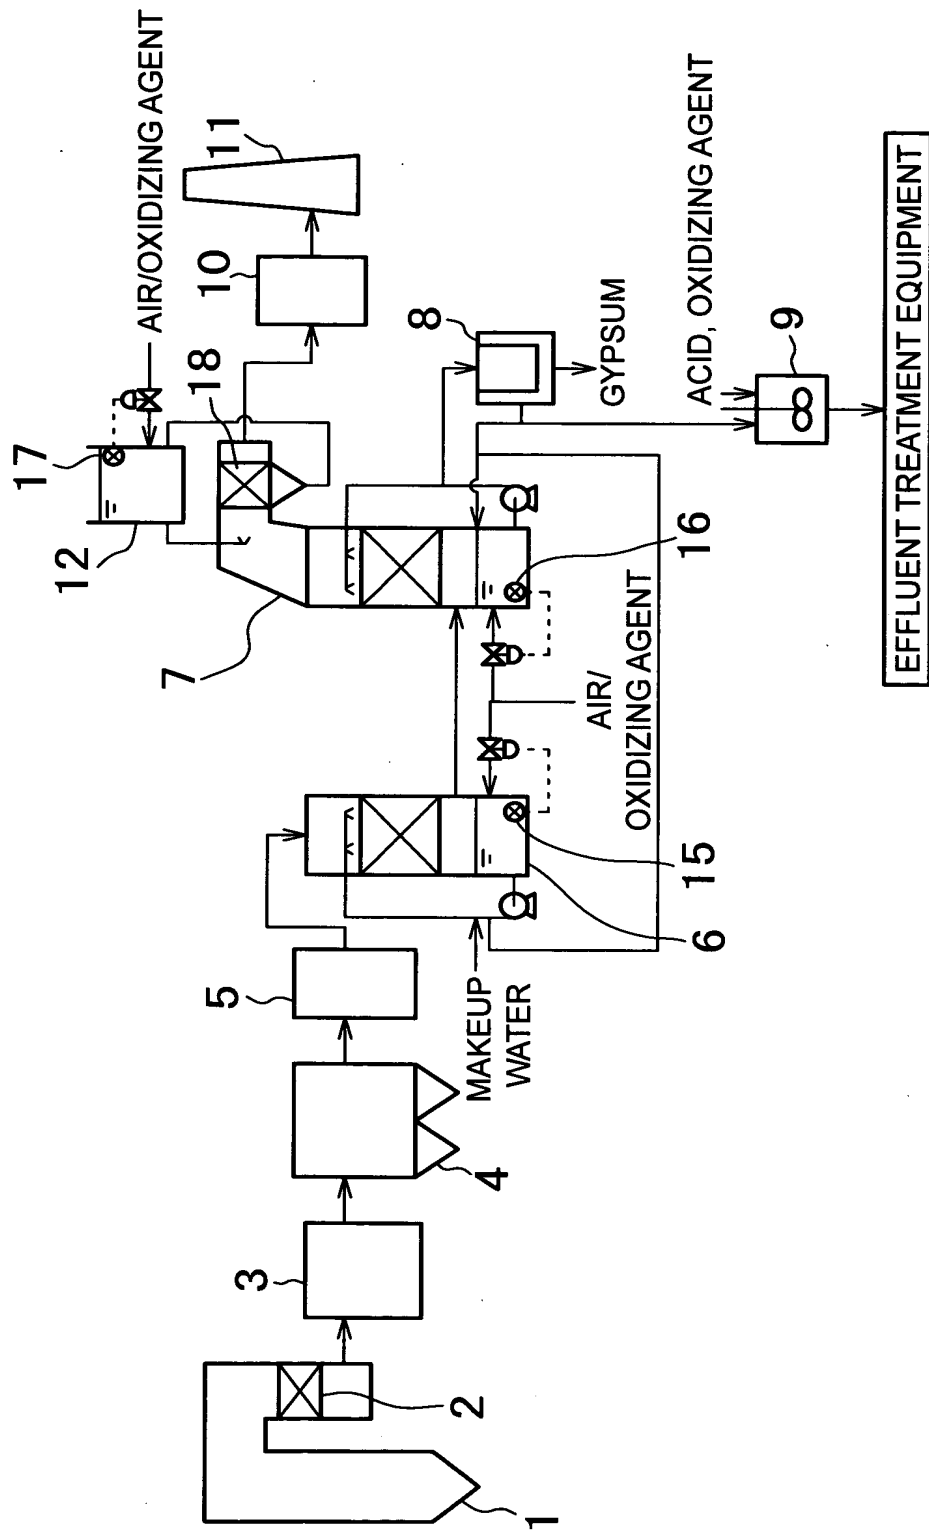 17
AIR/OXIDIZING AGENT
12
18
11
10
7
8
GYPSUM
ACID, OXIDIZING AGENT
9
16
AIR/
OXIDIZING AGENT
15
6
5
MAKEUP
WATER
4
3
2
1
EFFLUENT TREATMENT EQUIPMENT